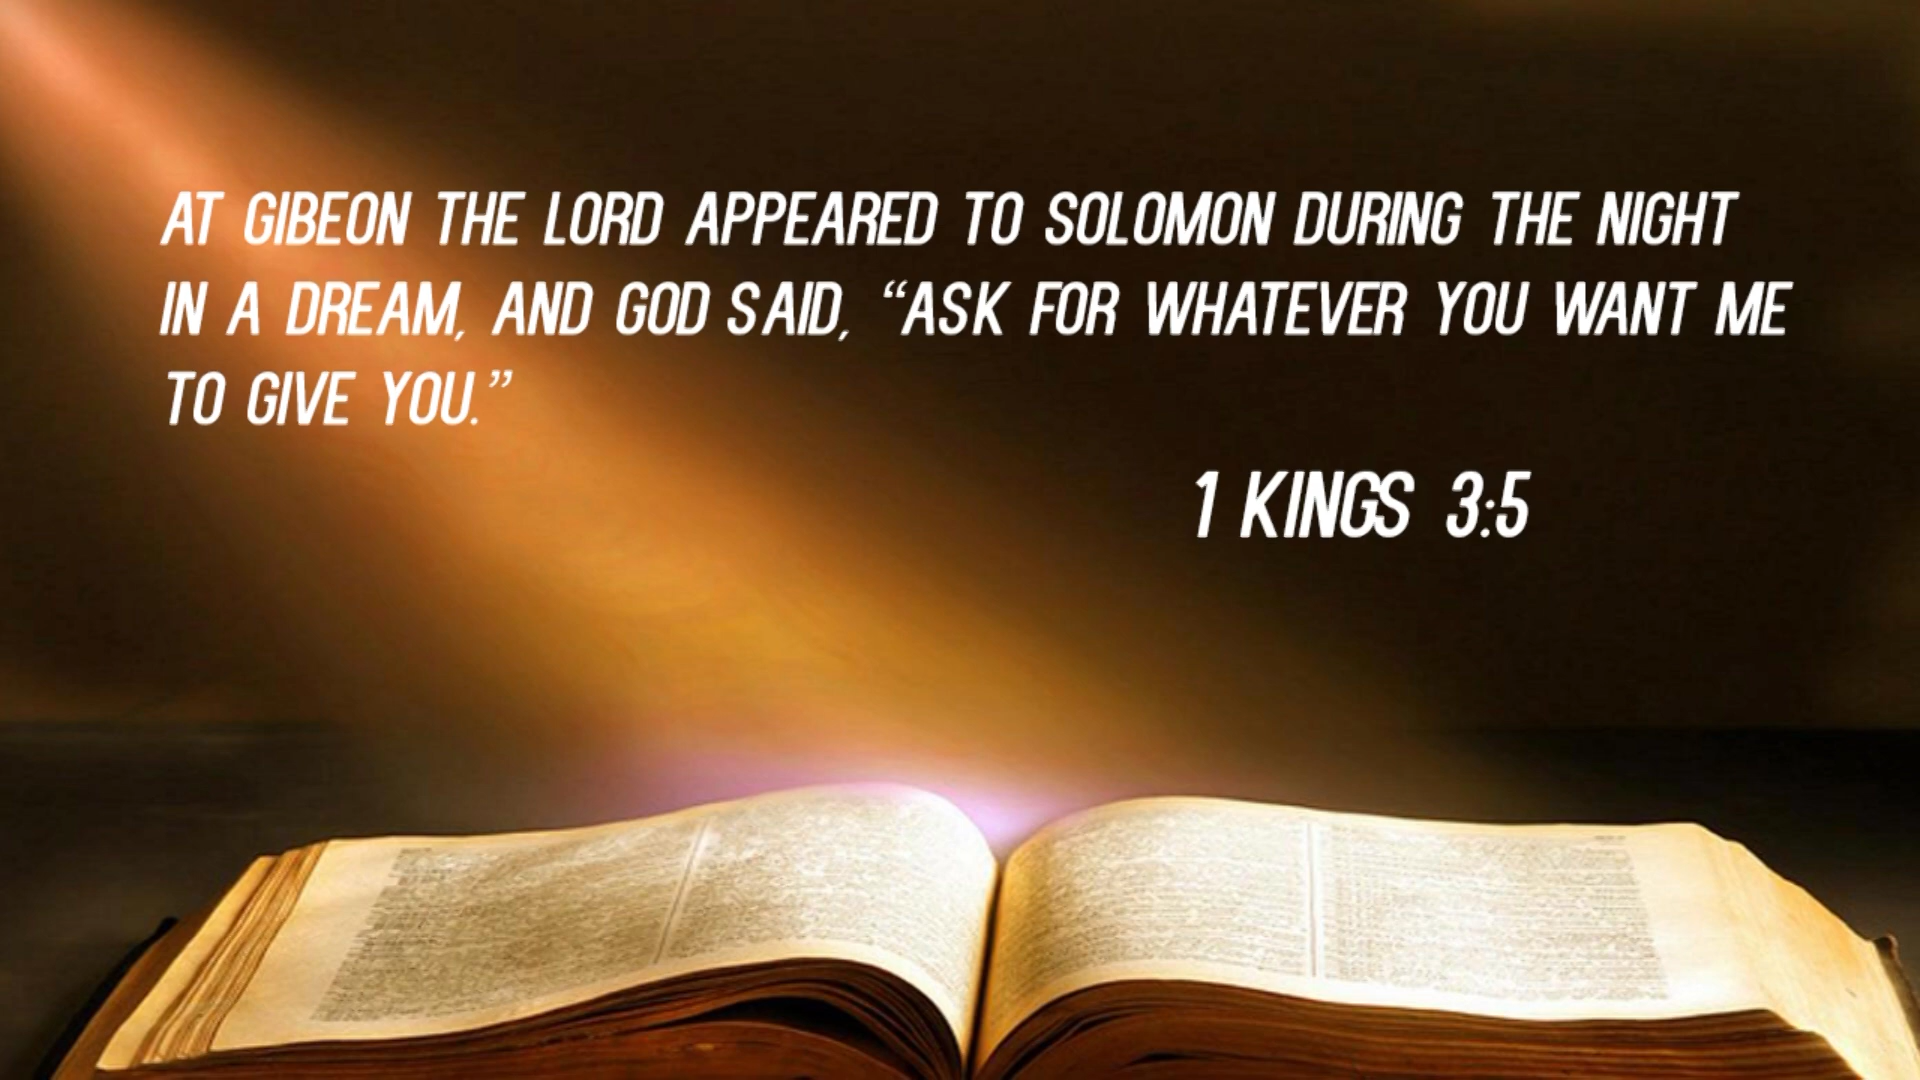 AT GIBEON THE LORD APPEARED TO SOLOMON DURING THE NIGHT
IN A DREAM, AND GOD SAID, “ASK FOR WHATEVER YOU WANT ME
TO GIVE YOU.”
1 KINGS 3:5